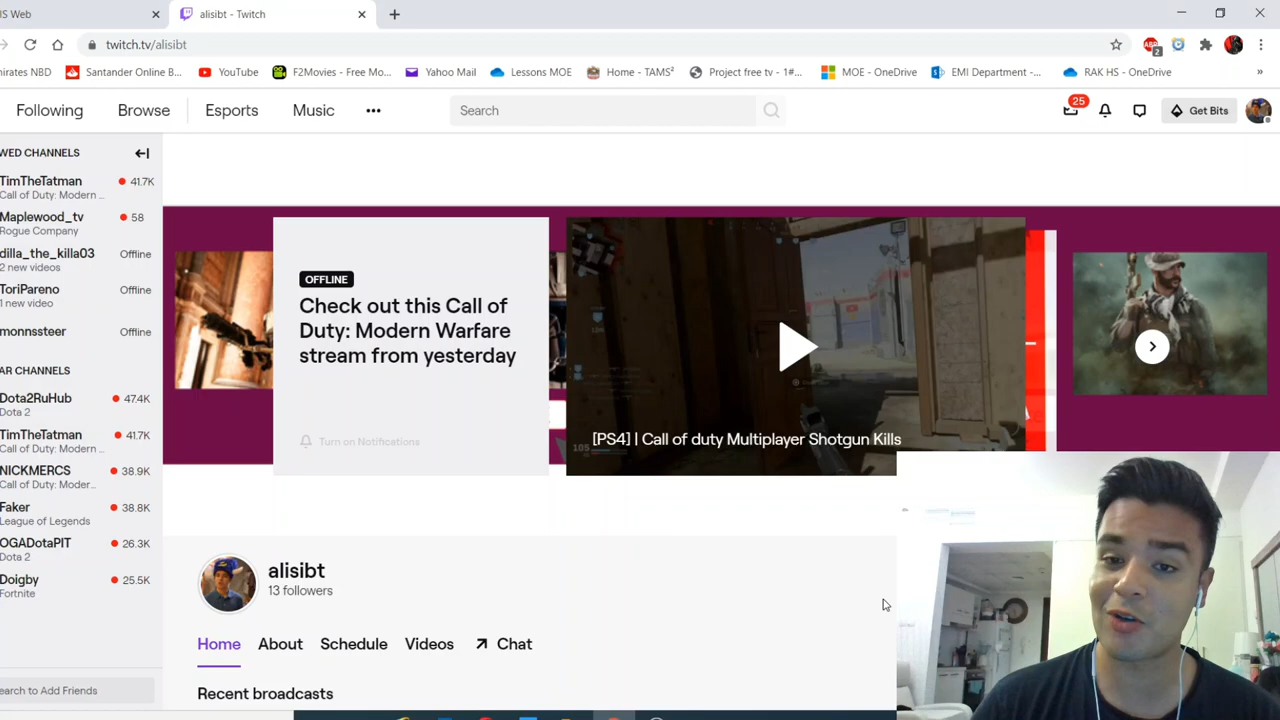 IS Web
alisibt - Twitch
twitch.tv/alisibt
nirates NBD
Santander Online B...
YouTube
F2Movies - Free Mo...
Yahoo Mail
Lessons MOE
Home - TAMS²
Project free tv - 1#...
MOE - OneDrive
EMI Department -...
RAK HS - OneDrive
»
ABP
2
Following
Browse
Esports
Music
Search
25
Get Bits
WED CHANNELS
TimTheTatman
41.7K
Call of Duty: Modern ...
Maplewood_tv
58
Rogue Company
dilla_the_killa03
Offline
2 new videos
ToriPareno
Offline
1 new video
monnssteer
Offline
AR CHANNELS
Dota2RuHub
47.4K
Dota 2
TimTheTatman
41.7K
Call of Duty: Modern ...
NICKMERCS
38.9K
Call of Duty: Moder...
Faker
38.8K
League of Legends
OGADotaPIT
26.3K
Dota 2
Doigby
25.5K
Fortnite
earch to Add Friends
OFFLINE
Check out this Call of
Duty: Modern Warfare
stream from yesterday
Turn on Notifications
105
[PS4] | Call of duty Multiplayer Shotgun Kills
alisibt
13 followers
Home
About
Schedule
Videos
Chat
Recent broadcasts